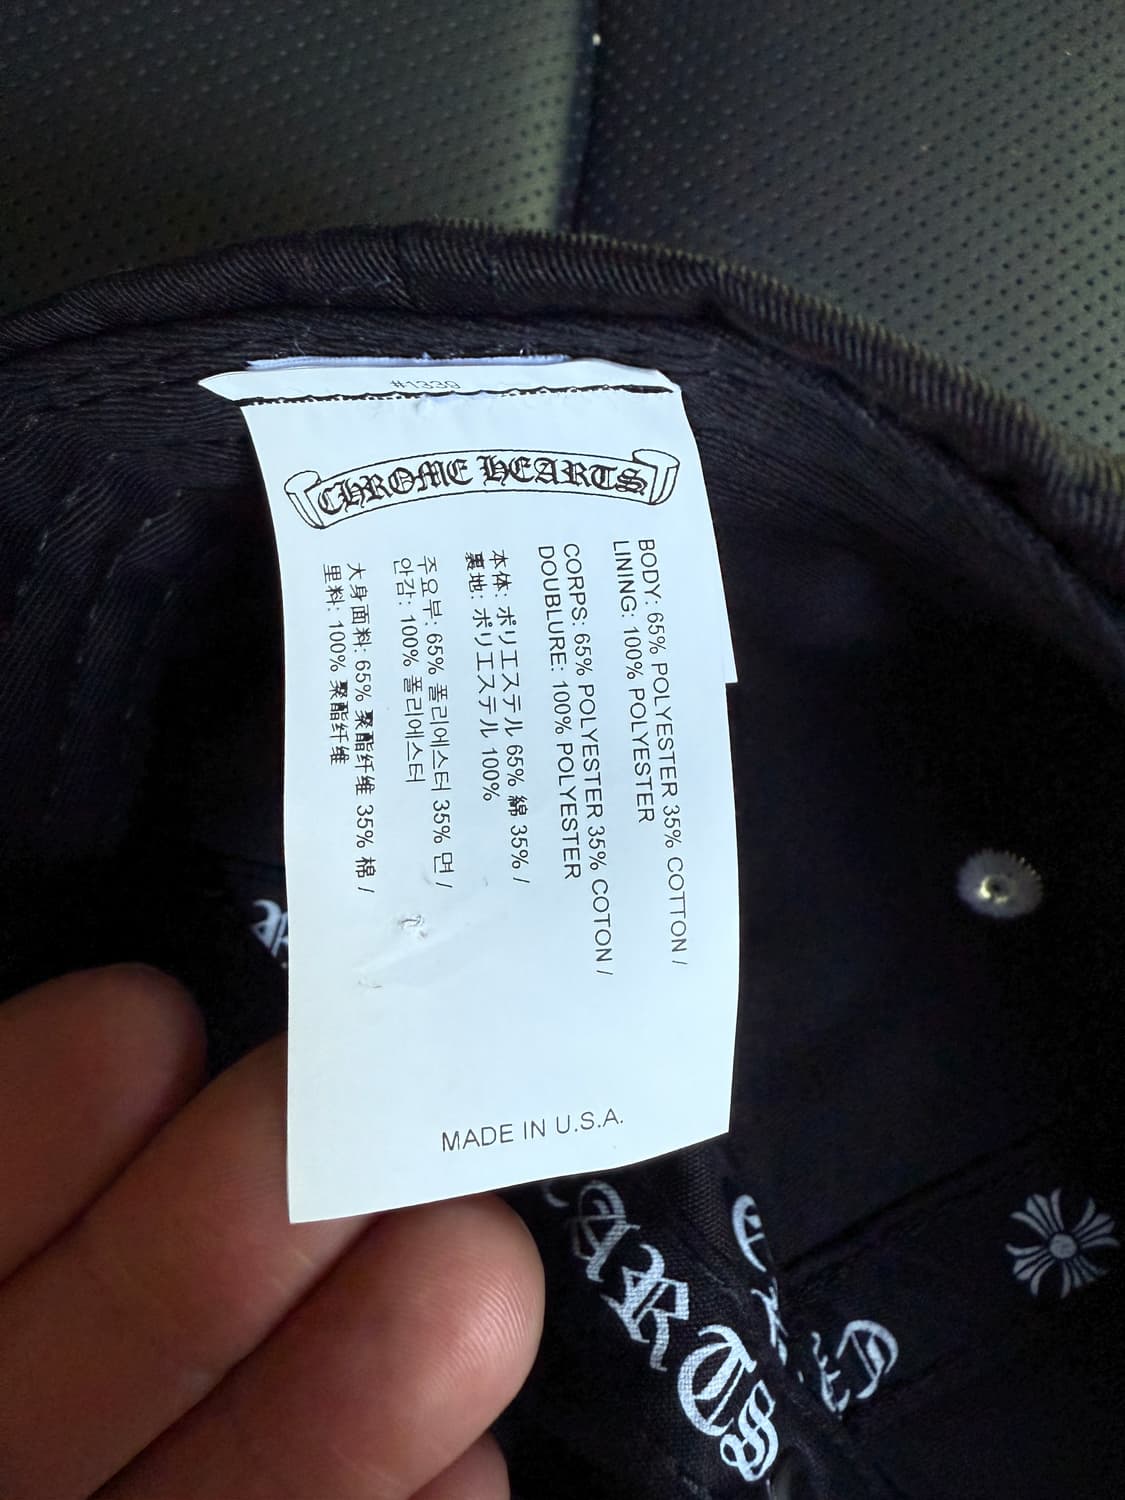 #1339
CHROME HEARTS
BODY: 65% POLYESTER 35% COTTON /
LINING: 100% POLYESTER
CORPS: 65% POLYESTER 35% COTON /
DOUBLURE: 100% POLYESTER
本体: ポリエステル 65% 綿 35% /
裏地: ポリエステル 100%
주요부: 65% 폴리에스터 35% 면 /
안감: 100% 폴리에스터
大身面料: 65% 聚酯纤维 35% 棉 /
里料: 100% 聚酯纤维
MADE IN U.S.A.
ARTS